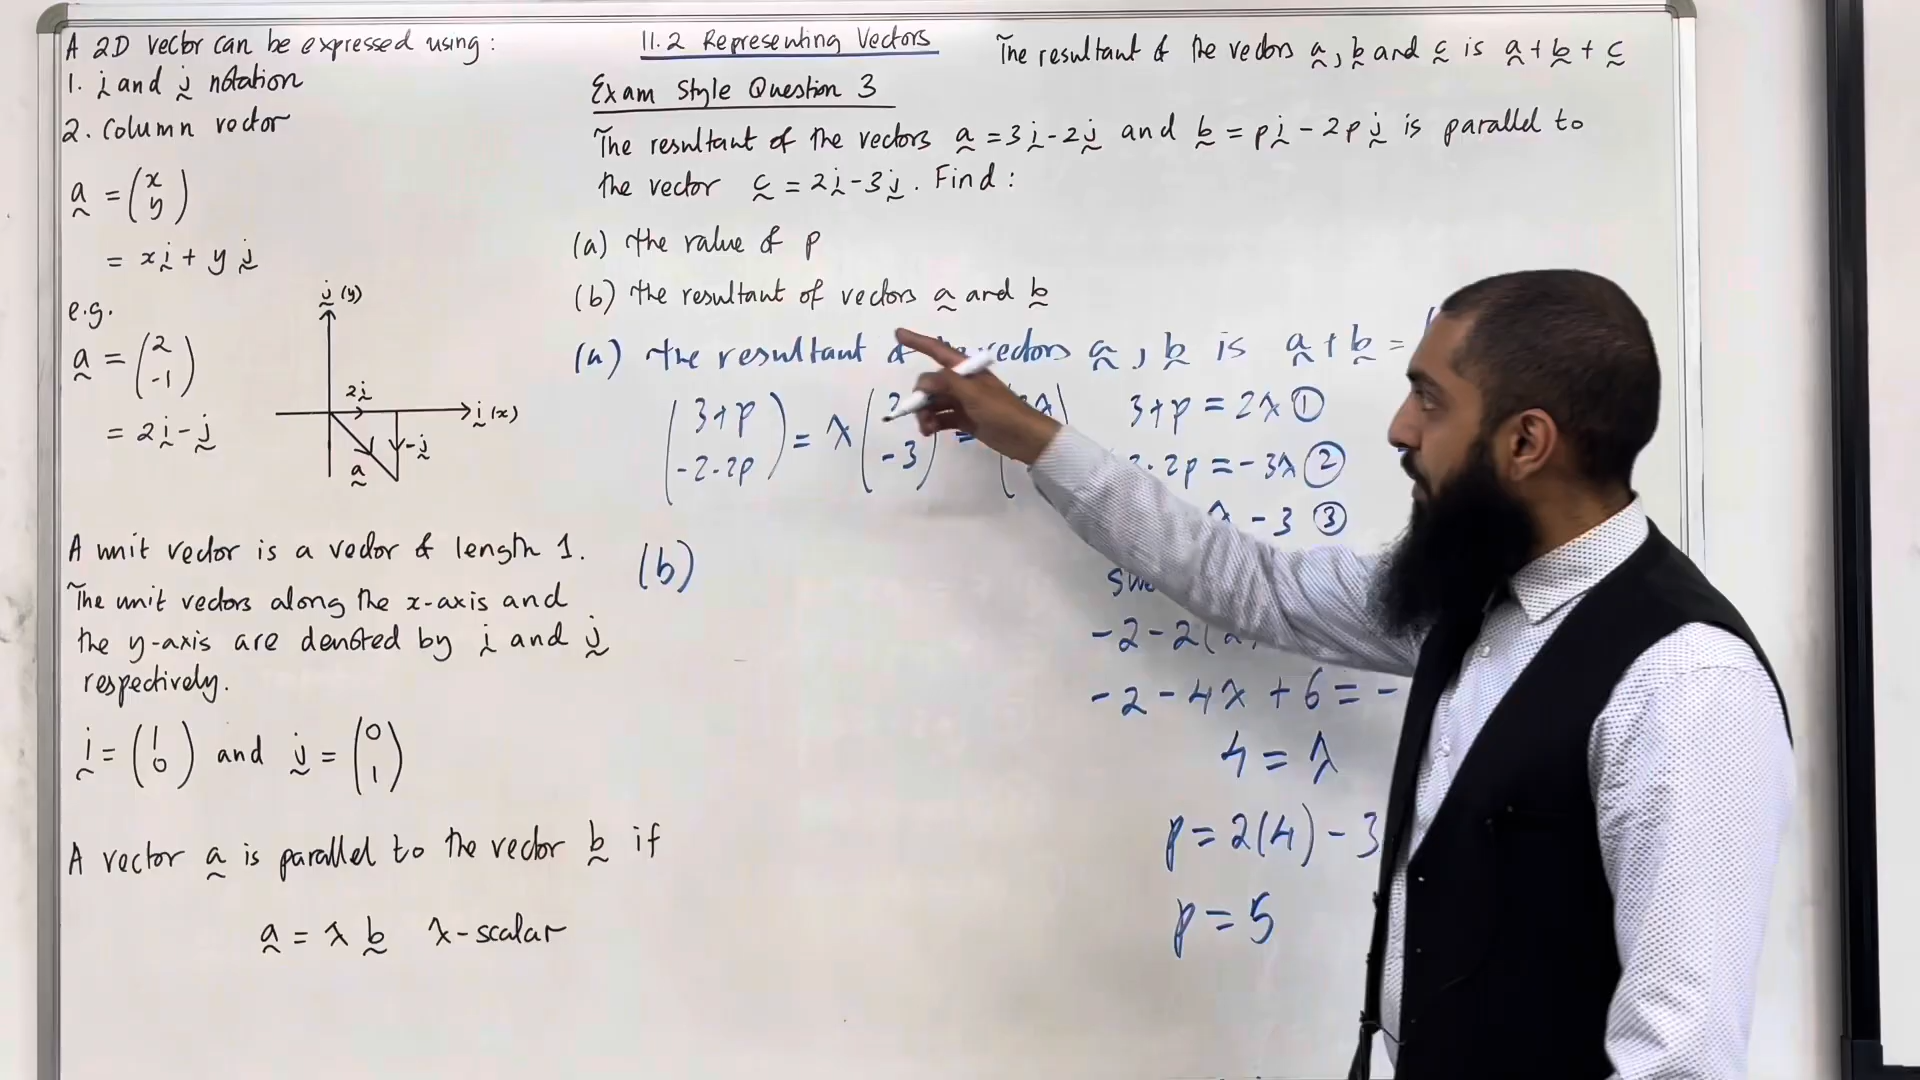 A 2D vector can be expressed using :
1. i and j notation
2. Column vector
a = (x y)
= xi + yj
e.g.
a = (2 -1)
= 2i - j
j (y)
2i
i (x)
-j
a
A unit vector is a vector of length 1.
The unit vectors along the x-axis and
the y-axis are denoted by i and j
respectively.
i = (1 0) and j = (0 1)
A vector a is parallel to the vector b if
a = λ b λ-scalar
11.2 Representing Vectors
The resultant of the vectors a, b and c is a + b + c
Exam Style Question 3
The resultant of the vectors a = 3i - 2j and b = pi - 2pj is parallel to
the vector c = 2i - 3j. Find :
(a) the value of p
(b) the resultant of vectors a and b
(a) the resultant of the vectors a, b is a + b =
(3+p -2-2p) = λ (2 -3) =
3+p = 2λ ①
2p = -3λ ②
- 3 ③
-2 - 2(2
-2 - 4λ + 6 = -
4 = λ
p = 2(4) - 3
p = 5
(b)